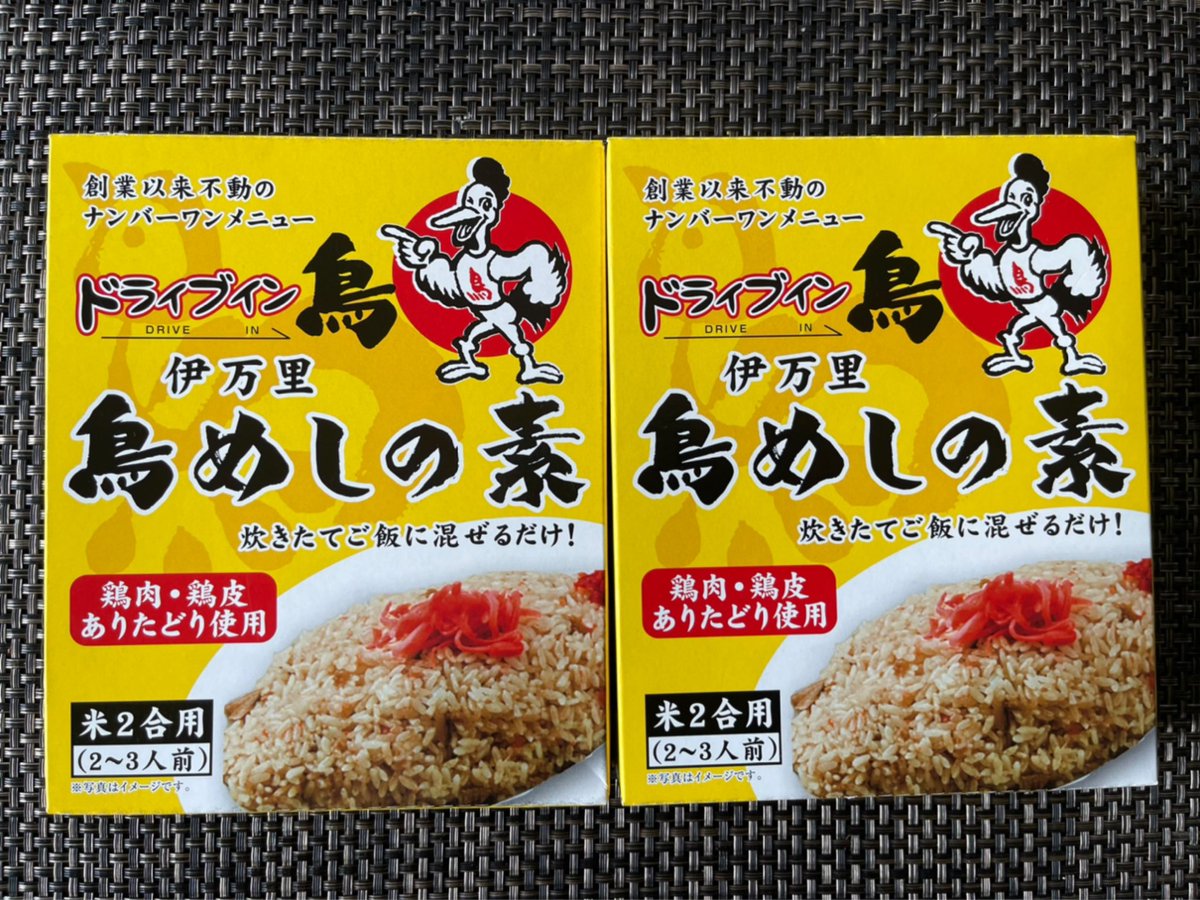 創業以来不動の
ナンバーワンメニュー
ドライブイン 鳥
DRIVE IN
伊万里
鳥めしの素
炊きたてご飯に混ぜるだけ!
鶏肉・鶏皮
ありたどり使用
米2合用
(2~3人前)
※写真はイメージです。
創業以来不動の
ナンバーワンメニュー
ドライブイン 鳥
DRIVE IN
伊万里
鳥めしの素
炊きたてご飯に混ぜるだけ!
鶏肉・鶏皮
ありたどり使用
米2合用
(2~3人前)
※写真はイメージです。